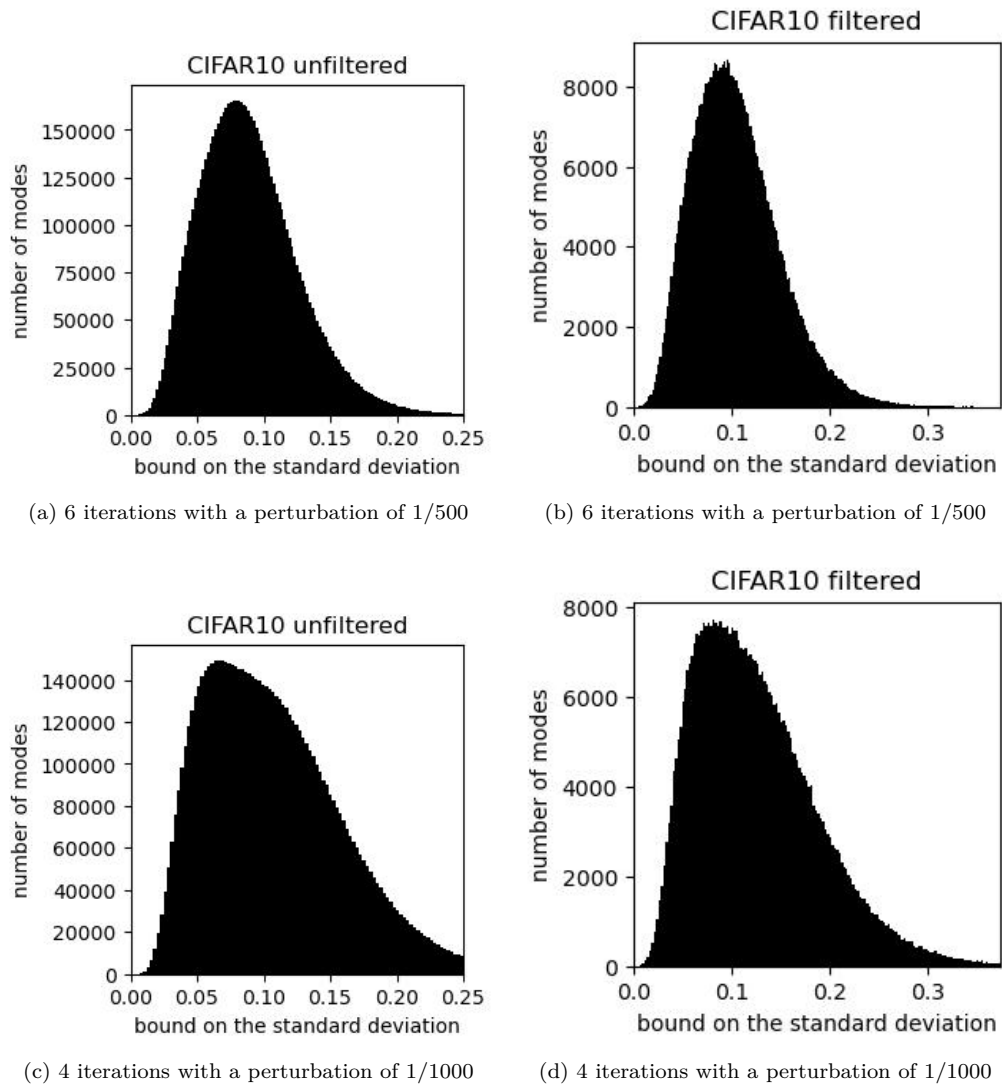 CIFAR10 unfiltered
number of modes
150000
125000
100000
75000
50000
25000
0
0.00 0.05 0.10 0.15 0.20 0.25
bound on the standard deviation
(a) 6 iterations with a perturbation of 1/500
CIFAR10 filtered
number of modes
8000
6000
4000
2000
0
0.0 0.1 0.2 0.3
bound on the standard deviation
(b) 6 iterations with a perturbation of 1/500
CIFAR10 unfiltered
number of modes
140000
120000
100000
80000
60000
40000
20000
0
0.00 0.05 0.10 0.15 0.20 0.25
bound on the standard deviation
(c) 4 iterations with a perturbation of 1/1000
CIFAR10 filtered
number of modes
8000
6000
4000
2000
0
0.0 0.1 0.2 0.3
bound on the standard deviation
(d) 4 iterations with a perturbation of 1/1000